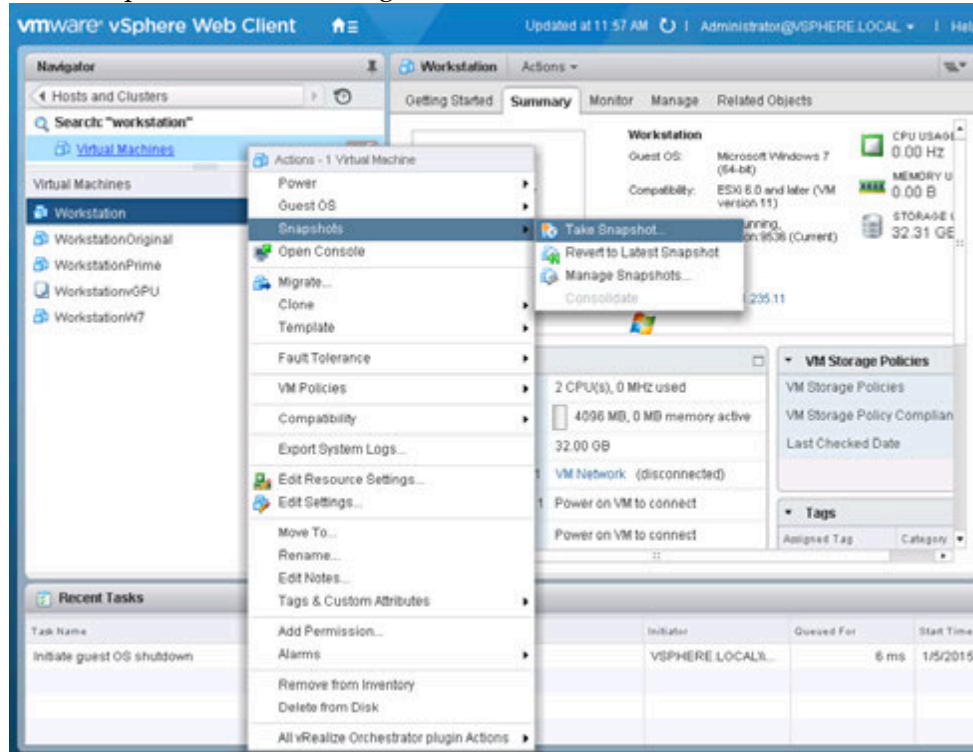 vmware vSphere Web Client
Updated at 11:57 AM
Administrator@VSPHERE.LOCAL
Navigator
Hosts and Clusters
Search: "workstation"
Virtual Machines
Virtual Machines
Workstation
WorkstationOriginal
WorkstationPrime
WorkstationvGPU
WorkstationW7
Actions - 1 Virtual Machine
Power
Guest OS
Snapshots
Open Console
Migrate...
Clone
Template
Fault Tolerance
VM Policies
Compatibility
Export System Logs...
Edit Resource Settings...
Edit Settings...
Move To...
Rename...
Edit Notes...
Tags & Custom Attributes
Add Permission...
Alarms
Remove from Inventory
Delete from Disk
All vRealize Orchestrator plugin Actions
Take Snapshot...
Revert to Latest Snapshot
Manage Snapshots...
Consolidate
Workstation Actions
Getting Started Summary Monitor Manage Related Objects
Workstation
Guest OS: Microsoft Windows 7 (64-bit)
Compatibility: ESXi 6.0 and later (VM version 11)
(Current)
235.11
CPU
0.00 HZ
MEMORY U
0.00 B
STORAGE
32.31 GE
2 CPU(s), 0 MHz used
4096 MB, 0 MB memory active
32.00 GB
VM Network (disconnected)
Power on VM to connect
Power on VM to connect
VM Storage Policies
VM Storage Policies
VM Storage Policy Complian
Last Checked Date
Tags
Assigned Tag Category
Recent Tasks
Task Name Initiator Queued For Start Time
Initiate guest OS shutdown VSPHERE.LOCAL\ 6 ms 1/5/2015